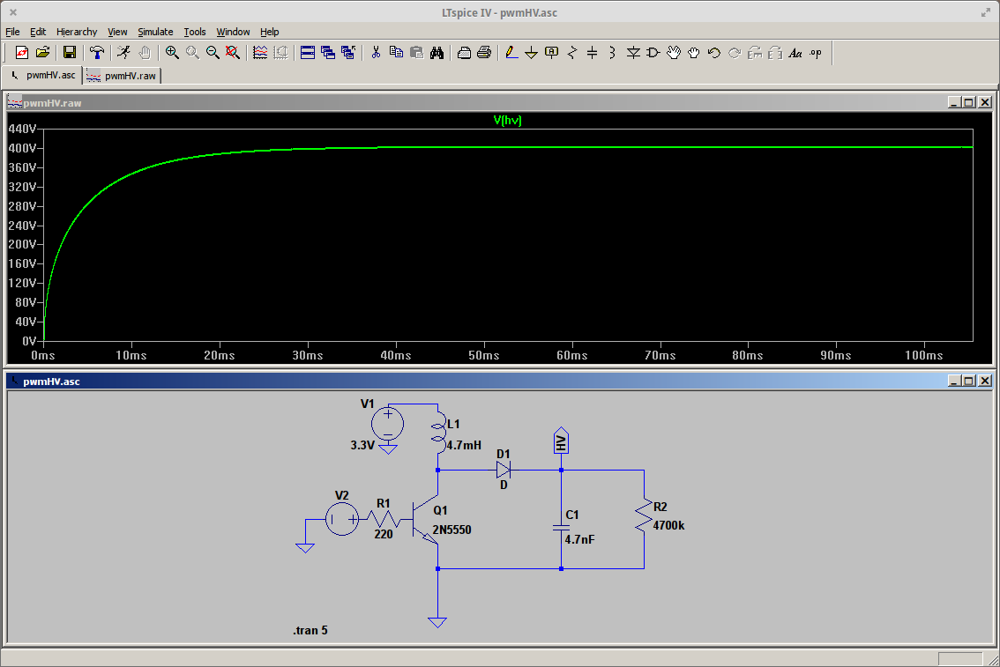 LTspice IV - pwmHV.asc
File Edit Hierarchy View Simulate Tools Window Help
pwmHV.asc pwmHV.raw
pwmHV.raw
V(hv)
440V
400V
360V
320V
280V
240V
200V
160V
120V
80V
40V
0V
0ms 10ms 20ms 30ms 40ms 50ms 60ms 70ms 80ms 90ms 100ms
pwmHV.asc
V1
3.3V
L1
4.7mH
HV
D1
D
V2
R1
220
Q1
2N5550
C1
4.7nF
R2
4700k
.tran 5